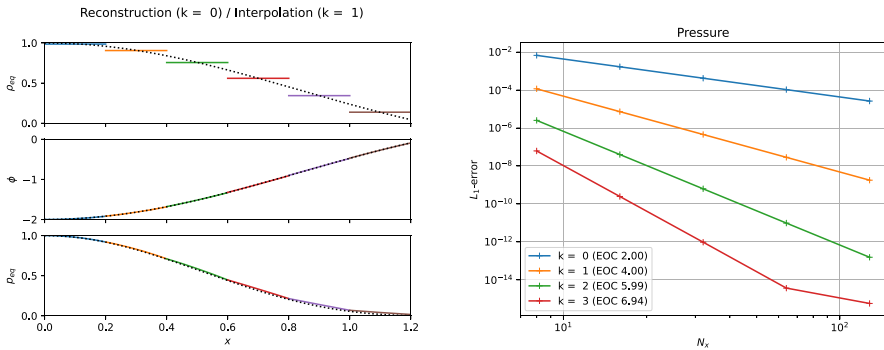 Reconstruction (k = 0) / Interpolation (k = 1)
1.0
0.5
0.0
ρeq
0
−1
−2
ϕ
1.0
0.5
0.0
peq
0.0 0.2 0.4 0.6 0.8 1.0 1.2
x
Pressure
10⁻²
10⁻⁴
10⁻⁶
10⁻⁸
10⁻¹⁰
10⁻¹²
10⁻¹⁴
L₁-error
k = 0 (EOC 2.00)
k = 1 (EOC 4.00)
k = 2 (EOC 5.99)
k = 3 (EOC 6.94)
10¹ 10²
Nₓ